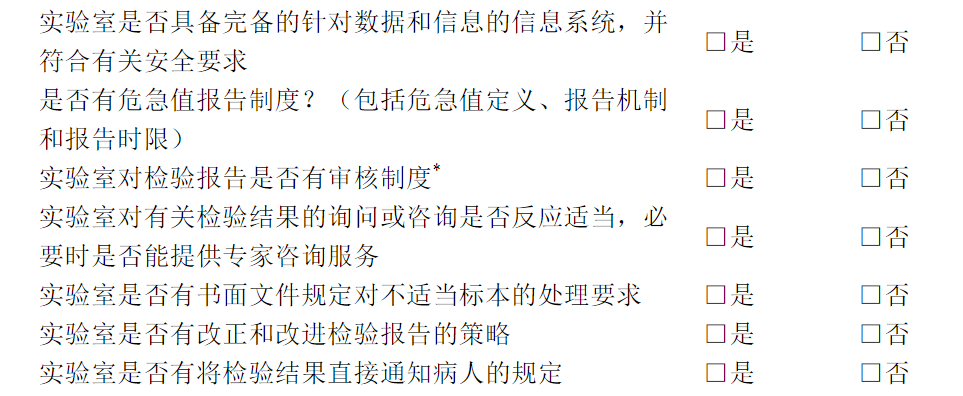 实验室是否具备完备的针对数据和信息的信息系统，并
符合有关安全要求
□是 □否
是否有危急值报告制度？（包括危急值定义、报告机制
和报告时限）
□是 □否
实验室对检验报告是否有审核制度* □是 □否
实验室对有关检验结果的询问或咨询是否反应适当，必
要时是否能提供专家咨询服务
□是 □否
实验室是否有书面文件规定对不适当标本的处理要求 □是 □否
实验室是否有改正和改进检验报告的策略 □是 □否
实验室是否有将检验结果直接通知病人的规定 □是 □否